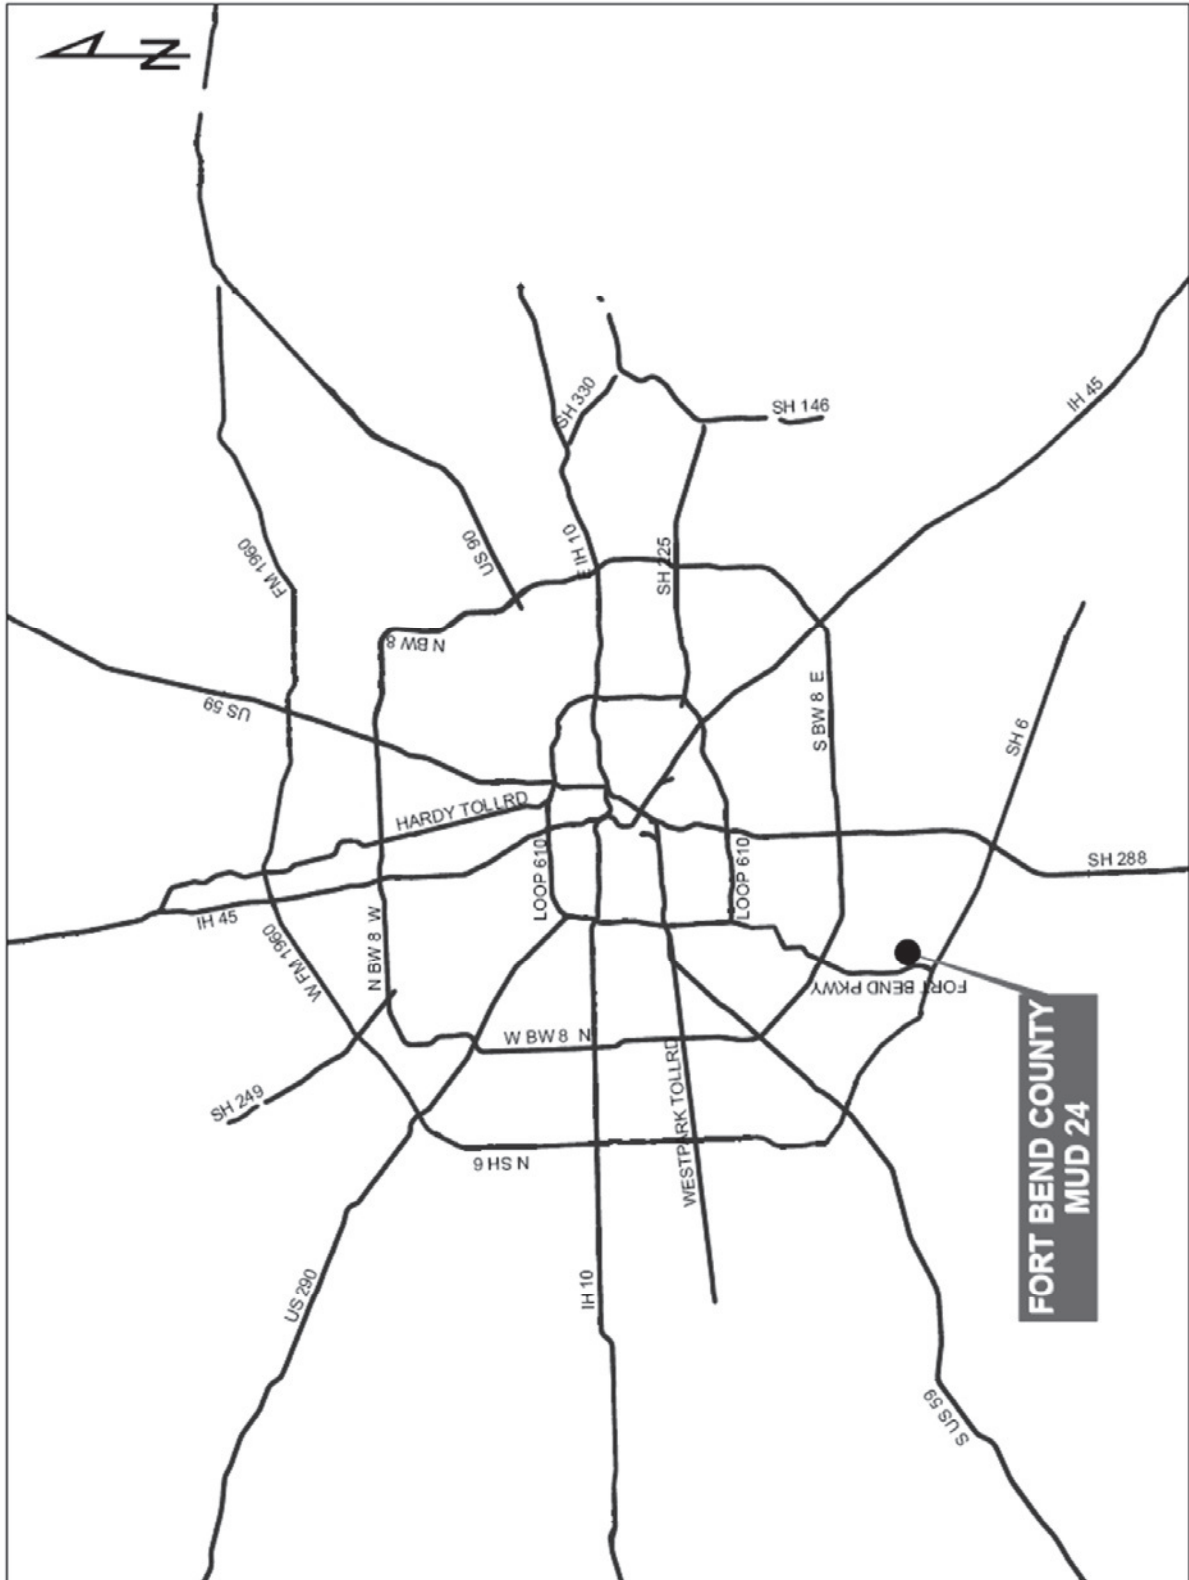 N
FM 1960
US 90
E IH 10
SH 330
SH 225
SH 146
IH 45
US 59
N BW 8
S BW 8 E
SH 6
HARDY TOLLRD
IH 45
W FM 1960
N BW 8 W
LOOP 610
LOOP 610
SH 288
FORT BEND PKWY
SH 249
W BW 8 N
WESTPARK TOLLRD
N SH 6
US 290
IH 10
S US 59
FORT BEND COUNTY
MUD 24